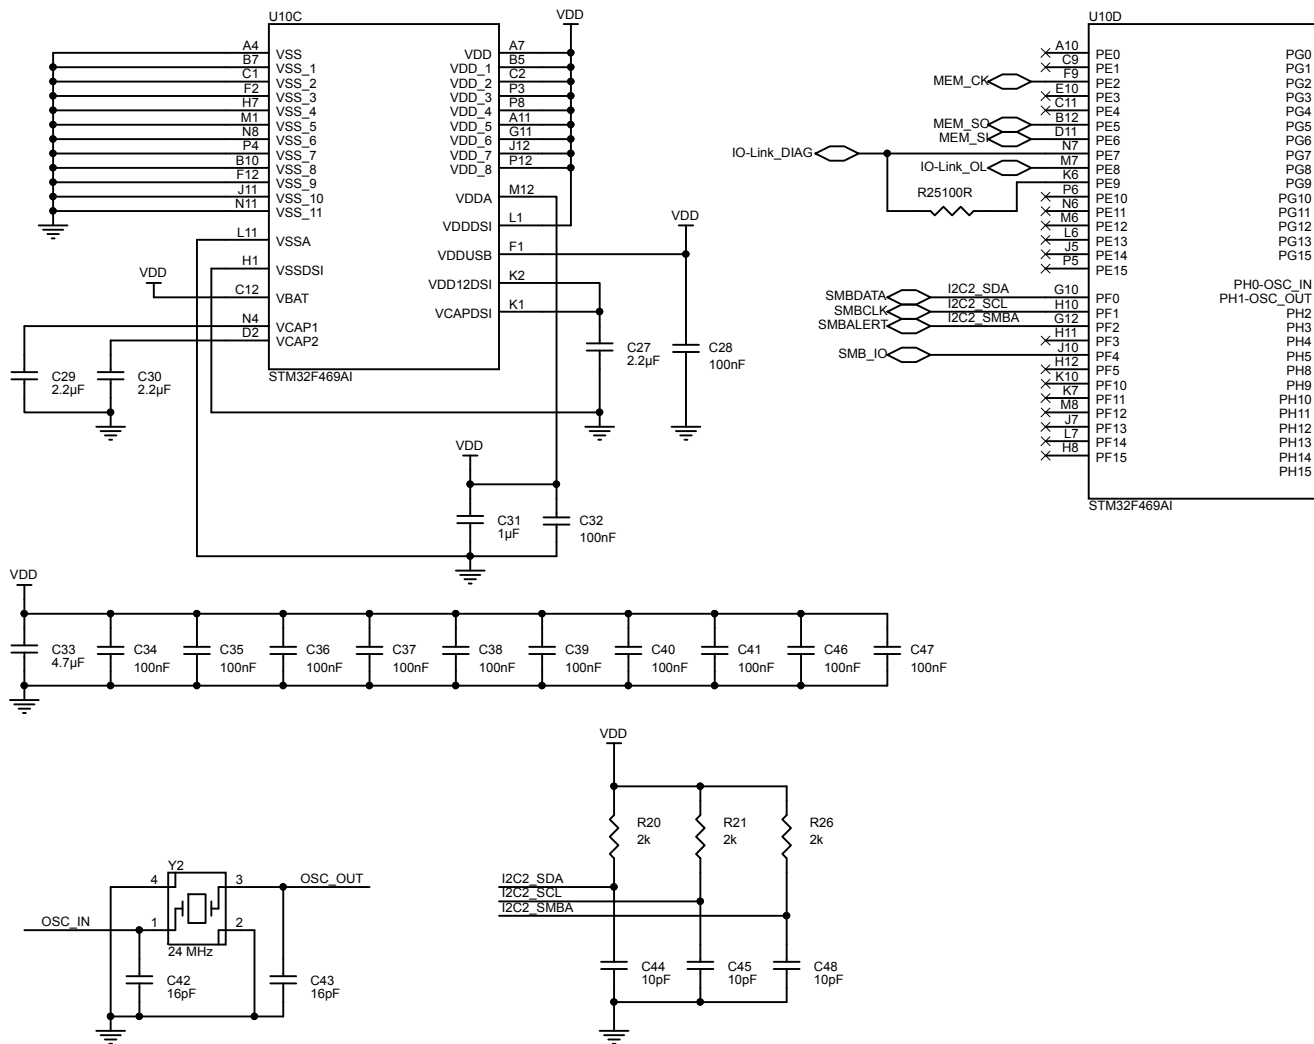 U10C
VDD
A4 VSS VDD A7
B7 VSS_1 VDD_1 B5
C1 VSS_2 VDD_2 C2
F2 VSS_3 VDD_3 P3
H7 VSS_4 VDD_4 P8
M1 VSS_5 VDD_5 A11
N8 VSS_6 VDD_6 G11
P4 VSS_7 VDD_7 J12
B10 VSS_8 VDD_8 P12
F12 VSS_9
J11 VSS_10 VDDA M12
N11 VSS_11
VDDDSI L1
L11 VSSA
VDDUSB F1
H1 VSSDSI
VDD12DSI K2
VDD
C12 VBAT
VCAPDSI K1
N4 VCAP1
D2 VCAP2
STM32F469AI
VDD
C29
2.2µF
C30
2.2µF
C27
2.2µF
C28
100nF
VDD
C31
1µF
C32
100nF
U10D
A10 PE0 PG0
C9 PE1 PG1
MEM_CK F9 PE2 PG2
E10 PE3 PG3
C11 PE4 PG4
MEM_SO B12 PE5 PG5
MEM_SI D11 PE6 PG6
IO-Link_DIAG N7 PE7 PG7
IO-Link_OL M7 PE8 PG8
K6 PE9 PG9
R25100R
P6 PE10 PG10
N6 PE11 PG11
M6 PE12 PG12
L6 PE13 PG13
J5 PE14 PG15
P5 PE15
PH0-OSC_IN
SMBDATA I2C2_SDA G10 PF0 PH1-OSC_OUT
SMBCLK I2C2_SCL H10 PF1 PH2
SMBALERT I2C2_SMBA G12 PF2 PH3
H11 PF3 PH4
SMB_IO J10 PF4 PH5
H12 PF5 PH8
K10 PF10 PH9
K7 PF11 PH10
M8 PF12 PH11
J7 PF13 PH12
L7 PF14 PH13
H8 PF15 PH14
PH15
STM32F469AI
VDD
C33
4.7µF
C34
100nF
C35
100nF
C36
100nF
C37
100nF
C38
100nF
C39
100nF
C40
100nF
C41
100nF
C46
100nF
C47
100nF
Y2
4 3 OSC_OUT
OSC_IN 1 2
24 MHz
C42
16pF
C43
16pF
VDD
R20
2k
R21
2k
R26
2k
I2C2_SDA
I2C2_SCL
I2C2_SMBA
C44
10pF
C45
10pF
C48
10pF